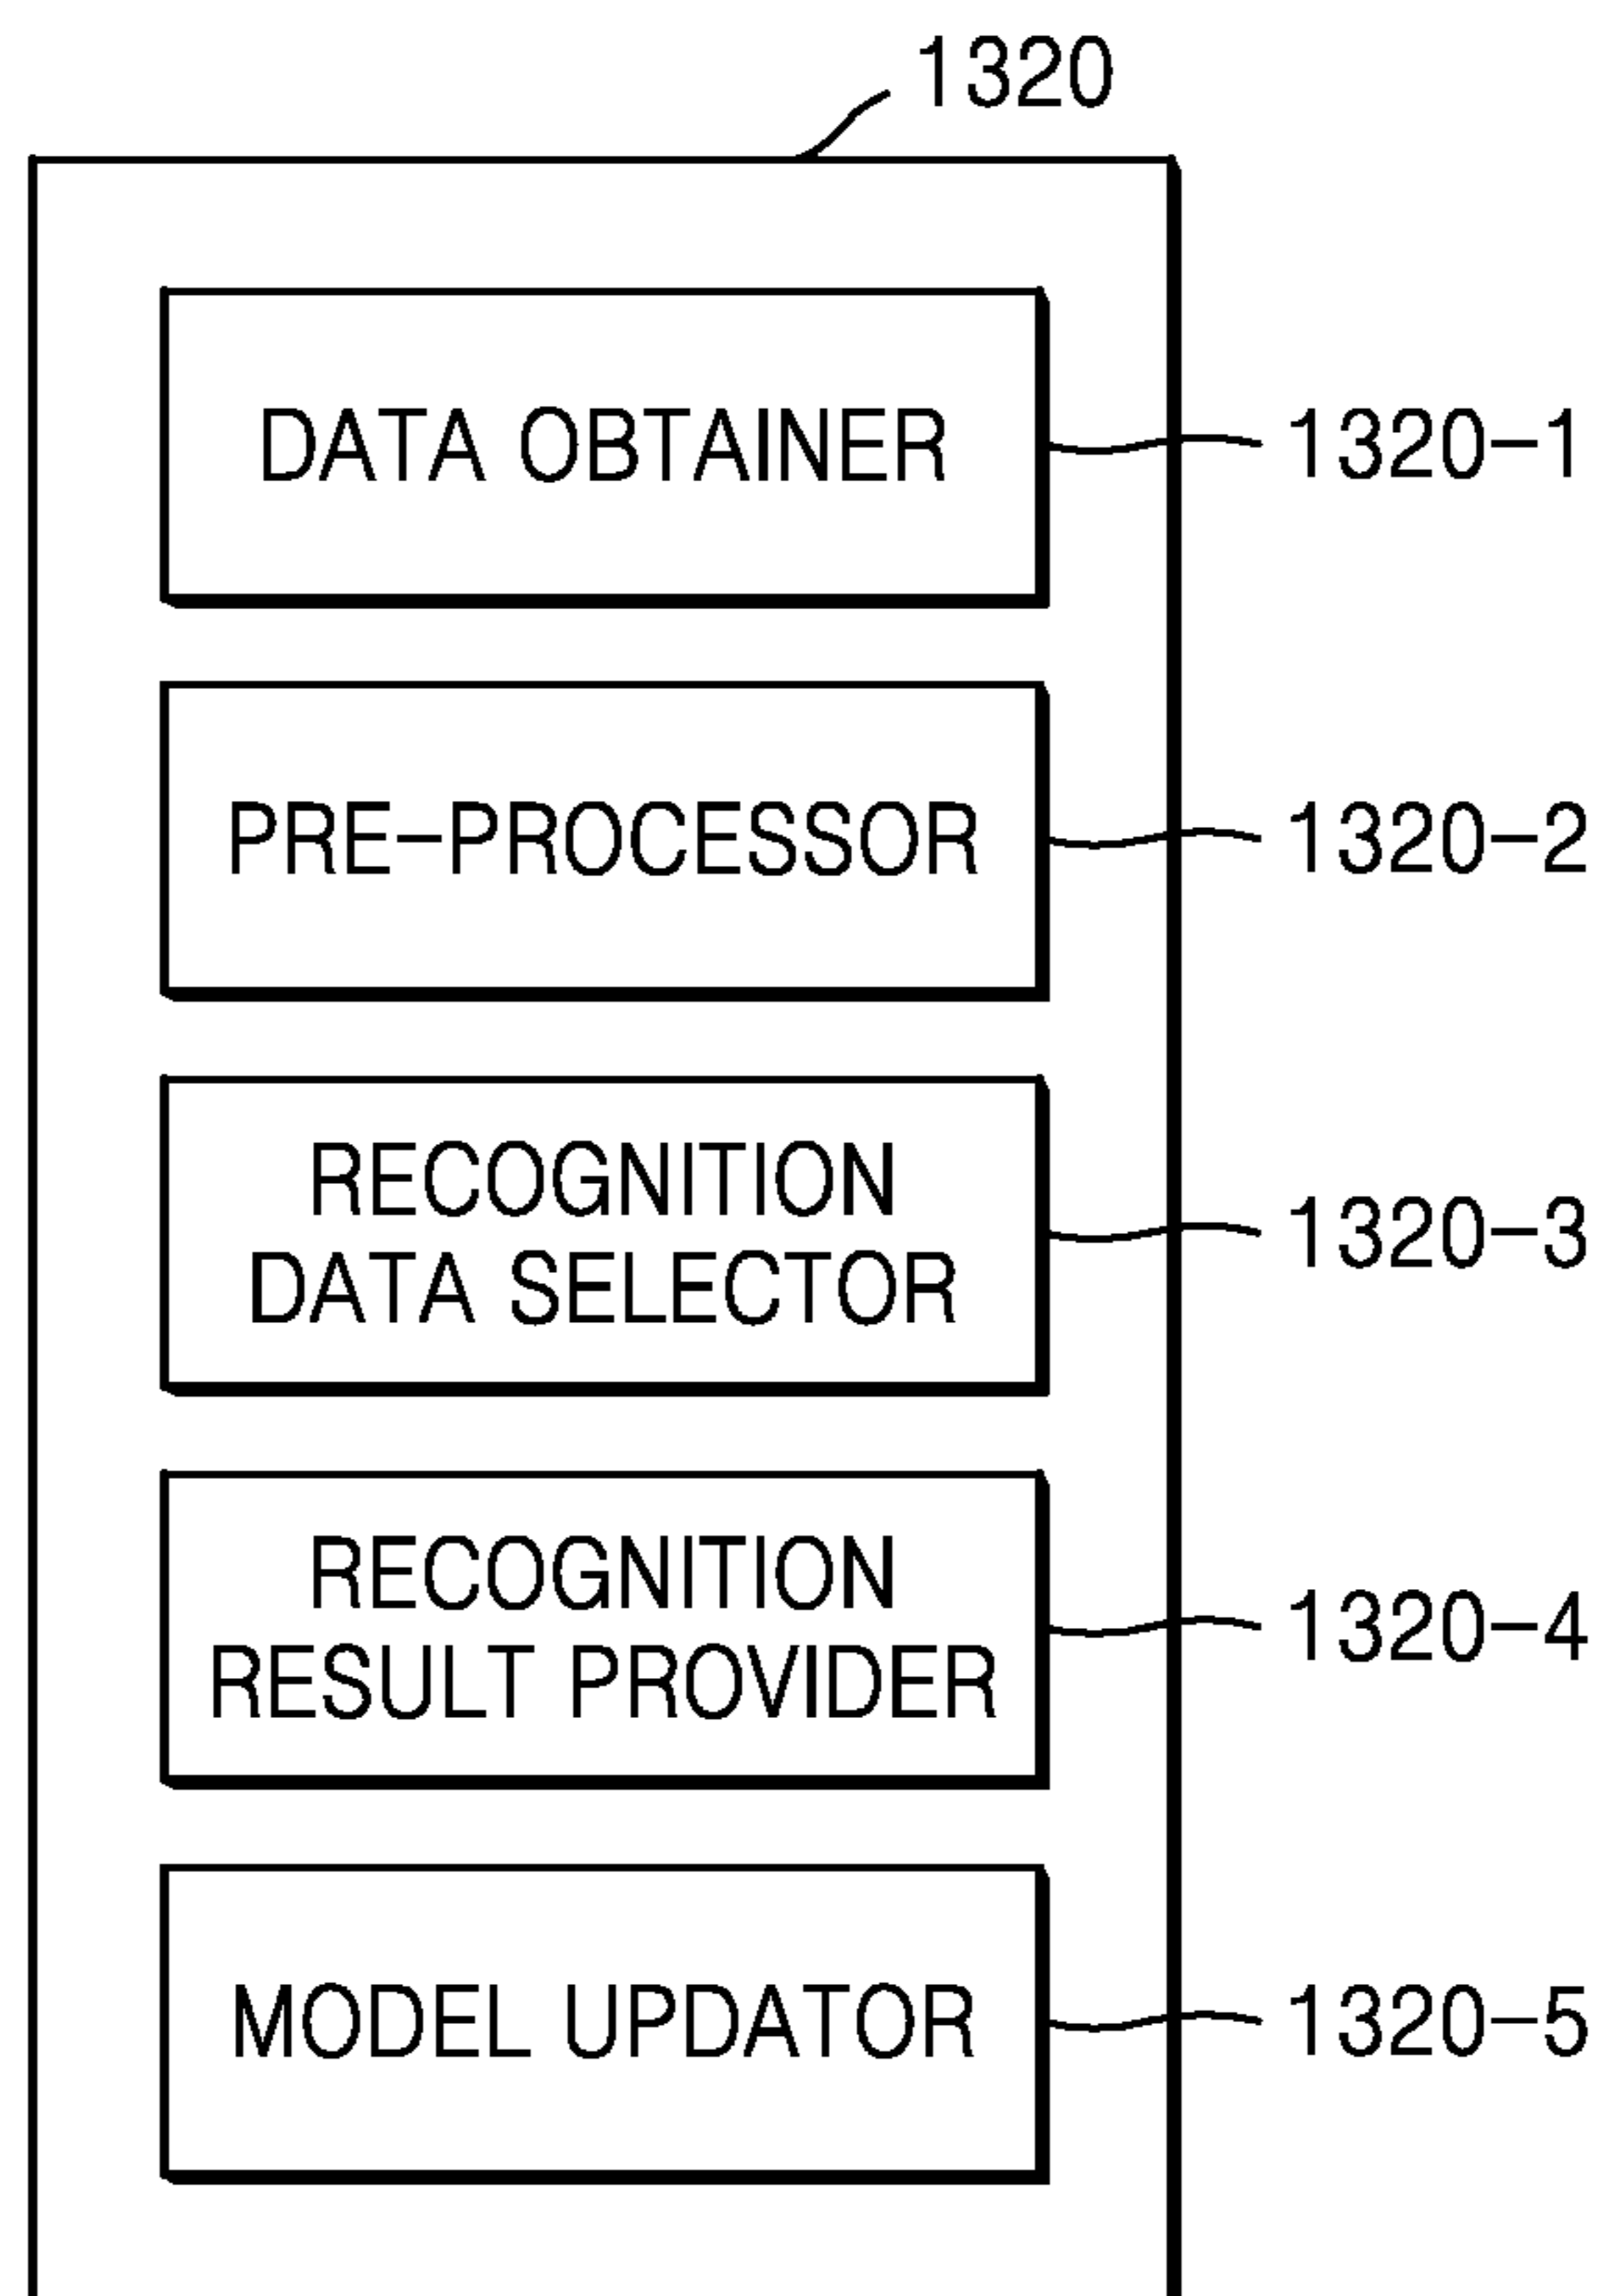 1320
DATA OBTAINER
1320-1
PRE-PROCESSOR
1320-2
RECOGNITION
DATA SELECTOR
1320-3
RECOGNITION
RESULT PROVIDER
1320-4
MODEL UPDATOR
1320-5